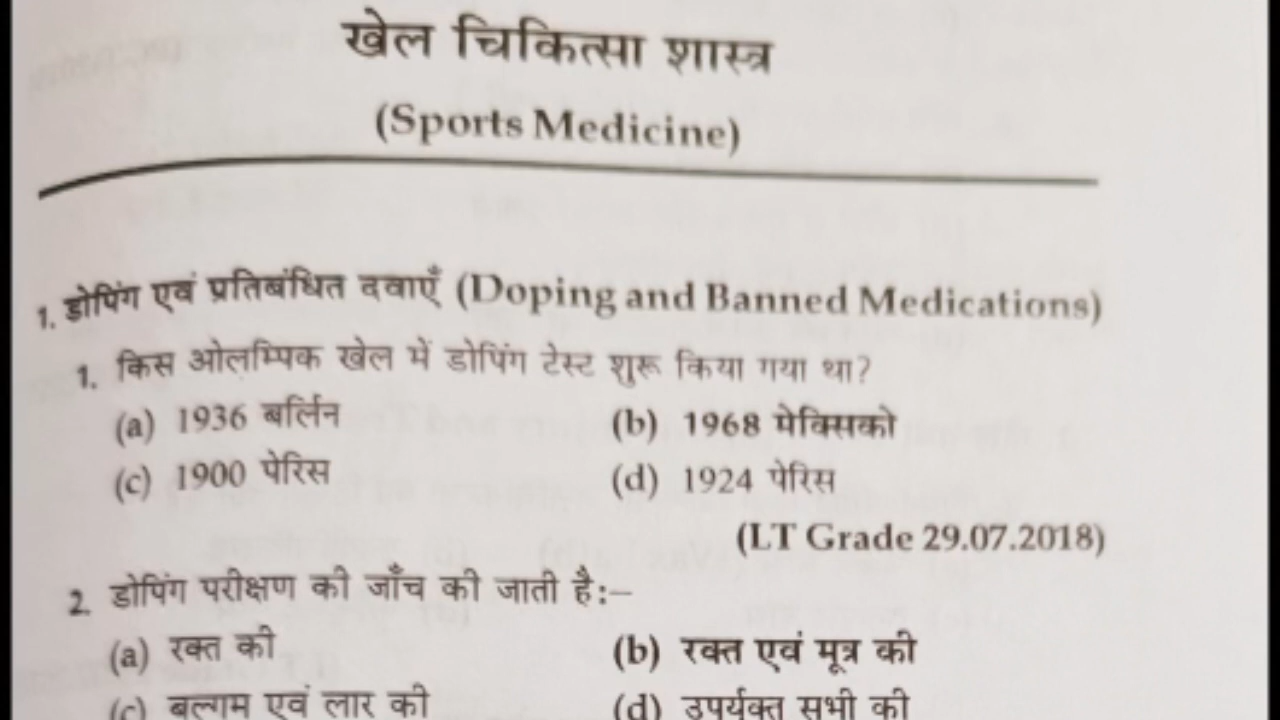 खेल चिकित्सा शास्त्र
(Sports Medicine)
1. डोपिंग एवं प्रतिबंधित दवाएँ (Doping and Banned Medications)
1. किस ओलम्पिक खेल में डोपिंग टेस्ट शुरू किया गया था?
(a) 1936 बर्लिन (b) 1968 मेक्सिको
(c) 1900 पेरिस (d) 1924 पेरिस
(LT Grade 29.07.2018)
2. डोपिंग परीक्षण की जाँच की जाती है:–
(a) रक्त की (b) रक्त एवं मूत्र की
(c) बल्गम एवं लार की (d) उपर्यक्त सभी की